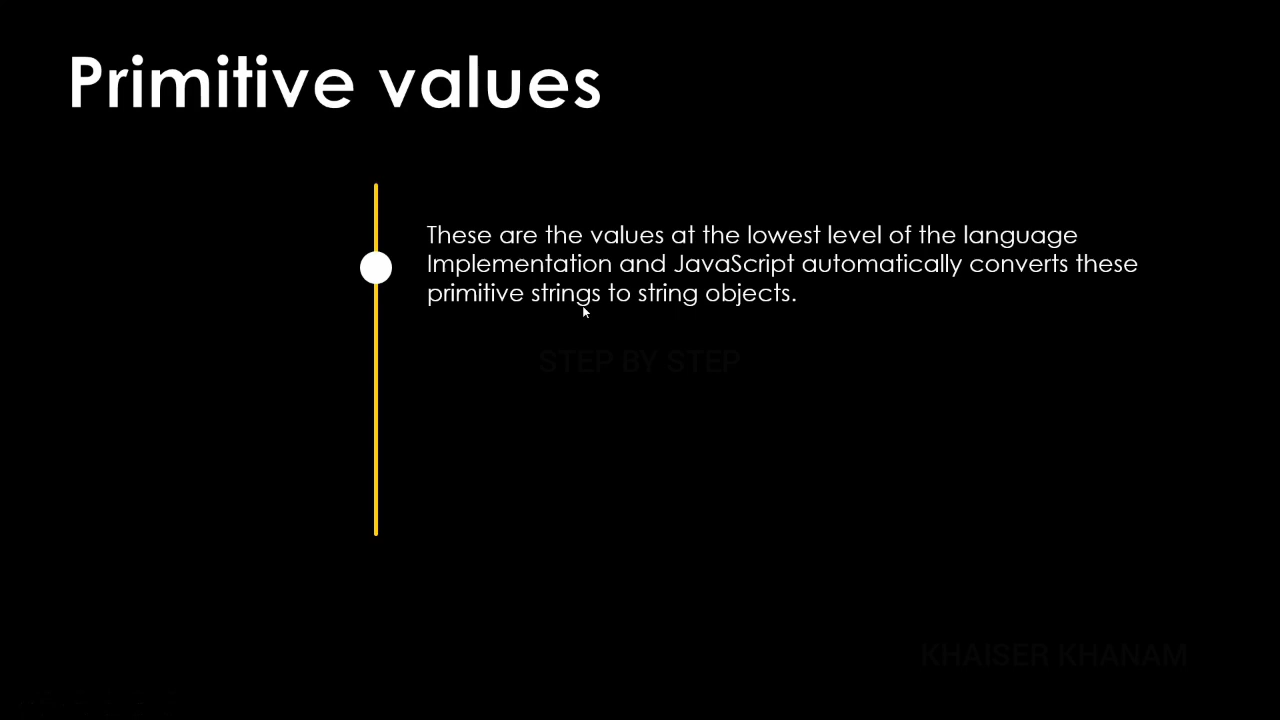 Primitive values
These are the values at the lowest level of the language
Implementation and JavaScript automatically converts these
primitive strings to string objects.
STEP BY STEP
KHAISER KHANAM